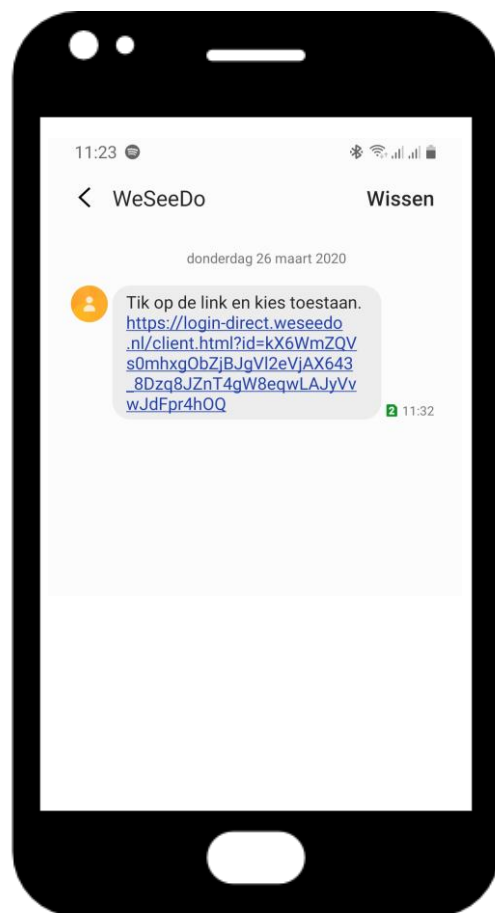 11:23
WeSeeDo Wissen
donderdag 26 maart 2020
Tik op de link en kies toestaan.
https://login-direct.weseedo
.nl/client.html?id=kX6WmZQV
s0mhxgObZjBJgVl2eVjAX643
_8Dzq8JZnT4gW8eqwLAJyVv
wJdFpr4hOQ
2 11:32